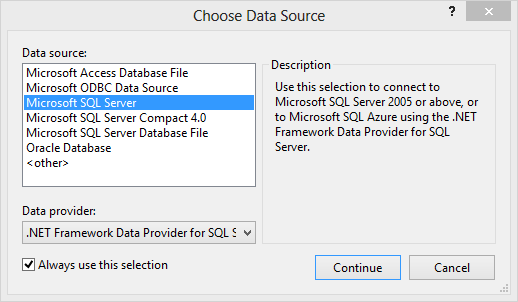 Choose Data Source
?
Data source:
Microsoft Access Database File
Microsoft ODBC Data Source
Microsoft SQL Server
Microsoft SQL Server Compact 4.0
Microsoft SQL Server Database File
Oracle Database
<other>
Description
Use this selection to connect to
Microsoft SQL Server 2005 or above, or
to Microsoft SQL Azure using the .NET
Framework Data Provider for SQL
Server.
Data provider:
.NET Framework Data Provider for SQL S
Always use this selection
Continue
Cancel